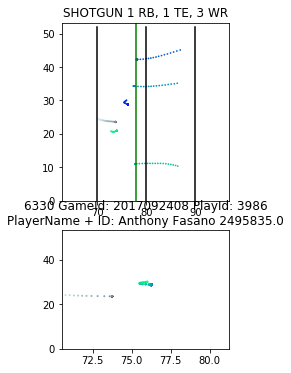 SHOTGUN 1 RB, 1 TE, 3 WR
50
40
30
20
10
0
70 80 90
6330 GameId: 2017092408 PlayId: 3986
PlayerName + ID: Anthony Fasano 2495835.0
40
20
0
72.5 75.0 77.5 80.0